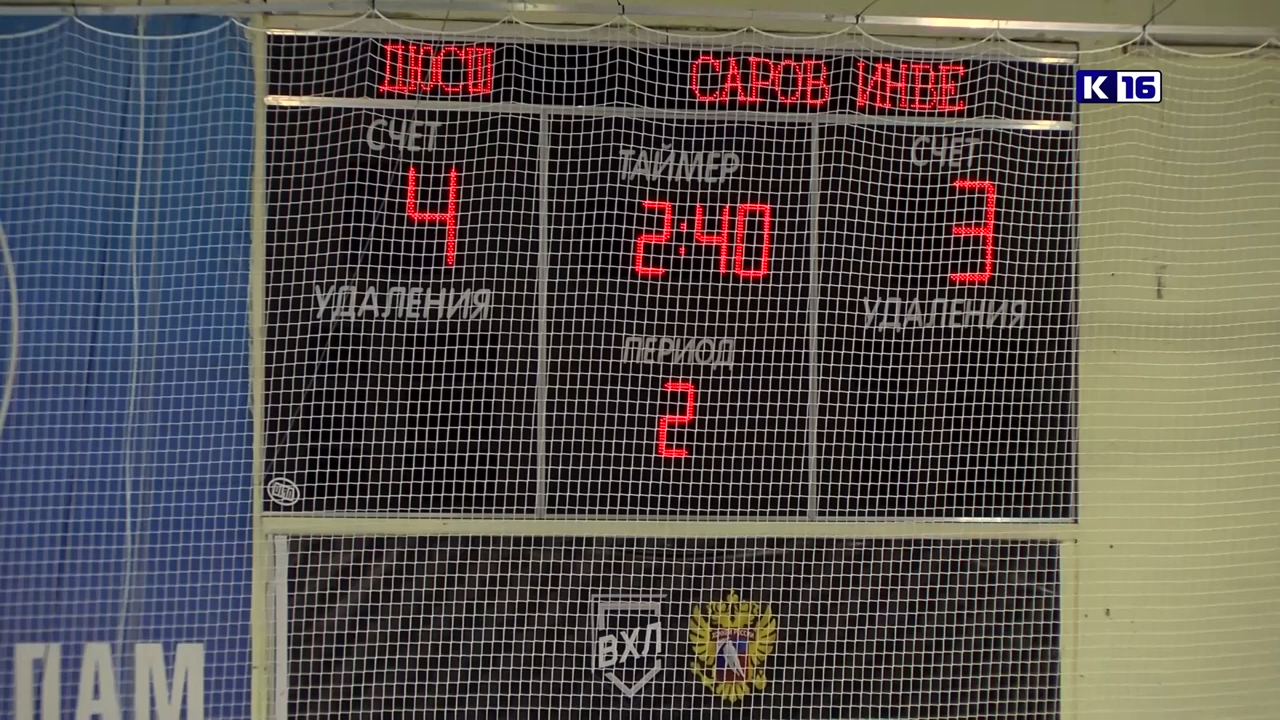 ДЮСШ САРОВ ИНВЕ
K 16
СЧЕТ ТАЙМЕР СЧЕТ
4 2:40 3
УДАЛЕНИЯ ПЕРИОД УДАЛЕНИЯ
2
ВХЛ
ПАМ